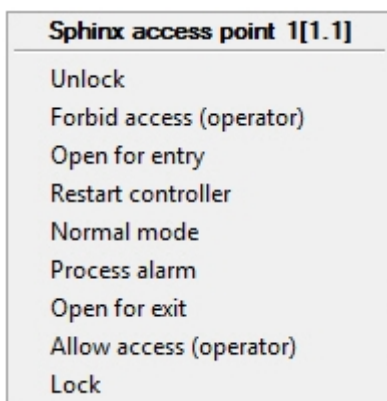 Sphinx access point 1[1.1]
Unlock
Forbid access (operator)
Open for entry
Restart controller
Normal mode
Process alarm
Open for exit
Allow access (operator)
Lock